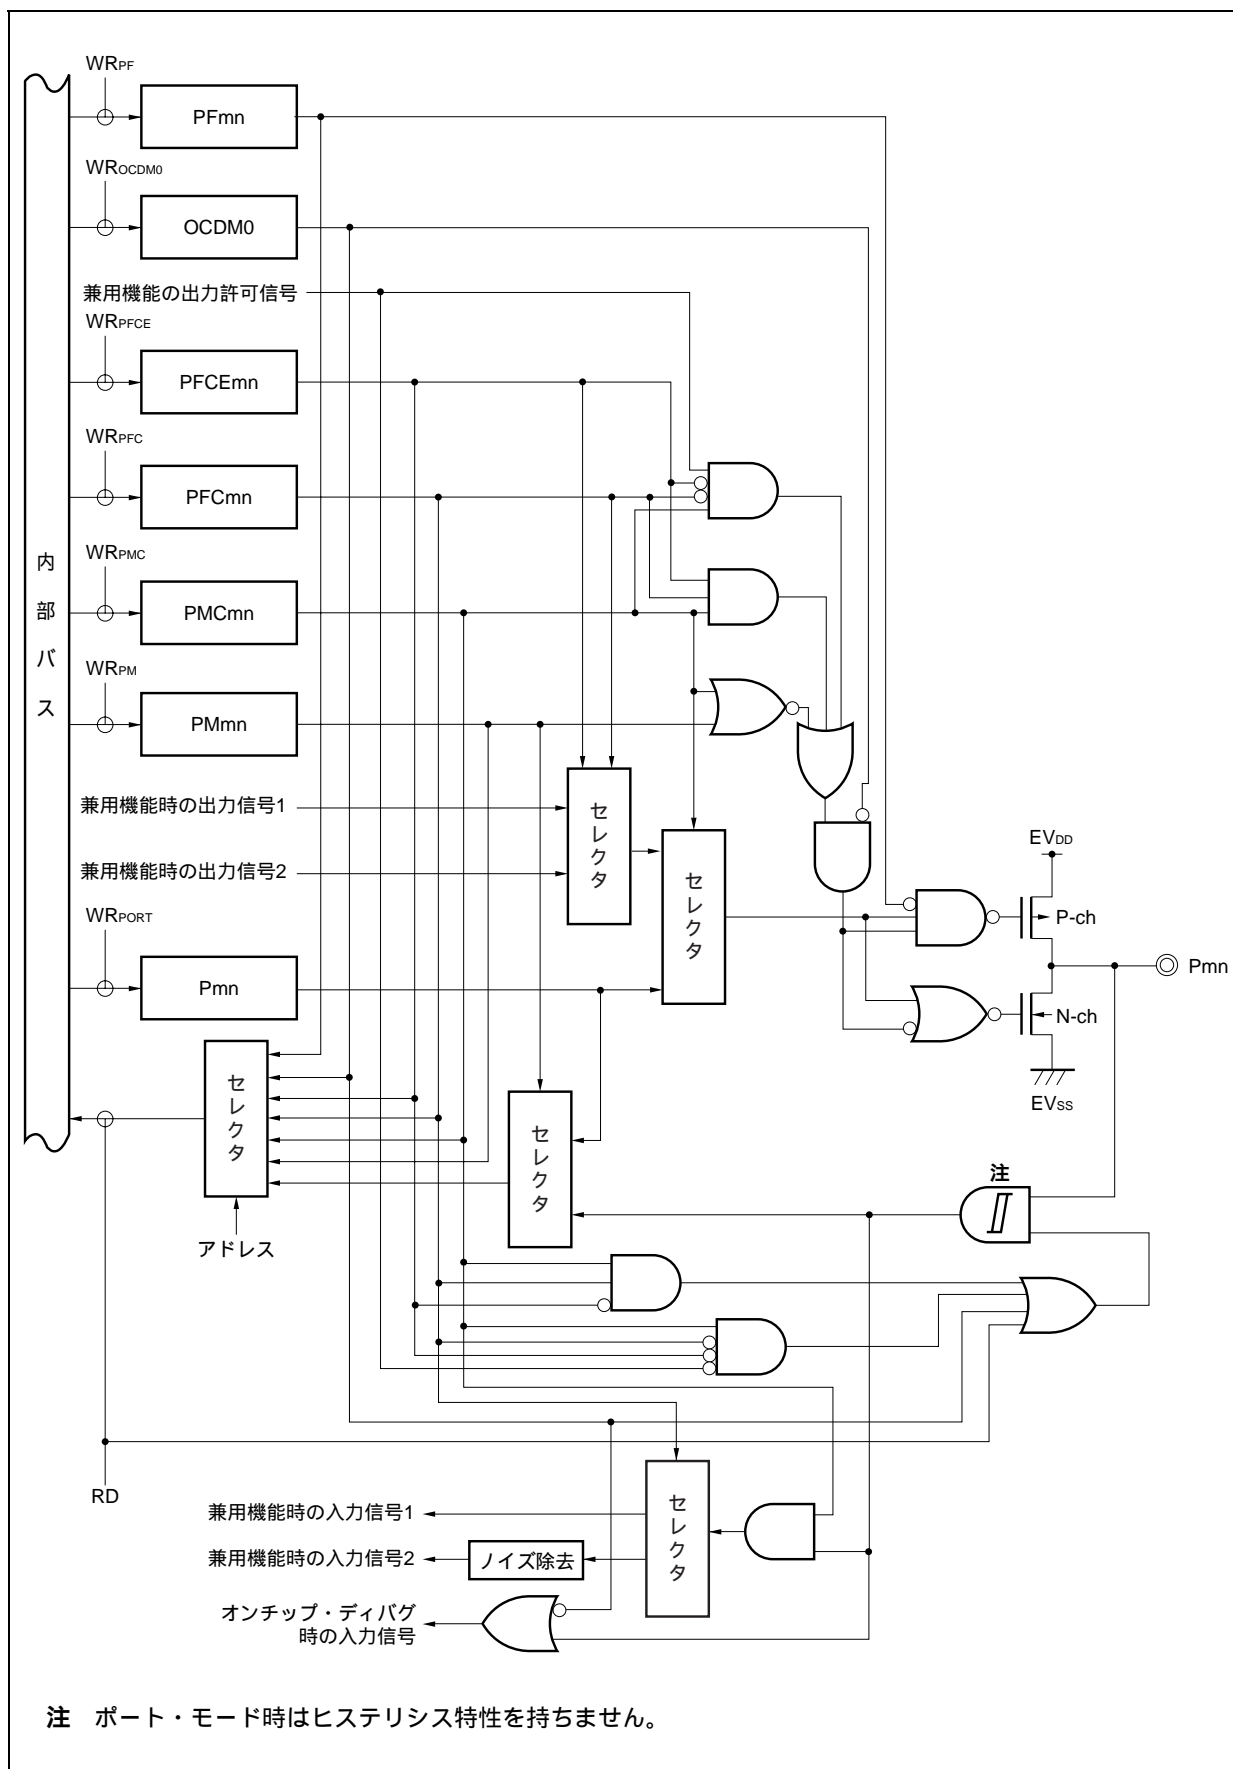 WRPF
PFmn
WROCDM0
OCDM0
兼用機能の出力許可信号
WRPFCE
PFCEmn
WRPFC
PFCmn
内部バス
WRPMC
PMCmn
WRPM
PMmn
兼用機能時の出力信号1
セレクタ
兼用機能時の出力信号2
セレクタ
EVDD
P-ch
WRPORT
Pmn
Pmn
N-ch
EVSS
セレクタ
セレクタ
注
アドレス
RD
兼用機能時の入力信号1
セレクタ
兼用機能時の入力信号2
ノイズ除去
オンチップ・ディバグ
時の入力信号
注 ポート・モード時はヒステリシス特性を持ちません。